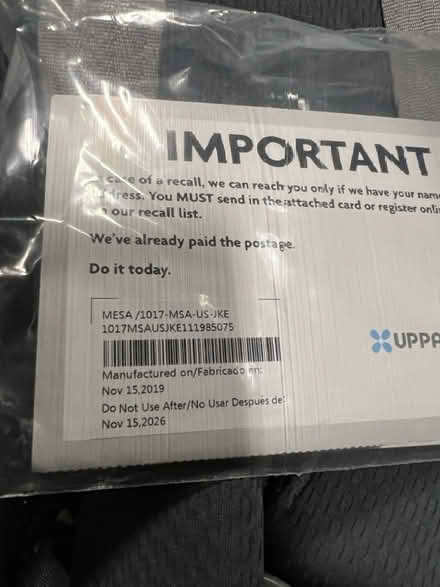 IMPORTANT
case of a recall, we can reach you only if we have your name
address. You MUST send in the attached card or register onli
on our recall list.
We've already paid the postage.
Do it today.
MESA /1017-MSA-US-JKE
1017MSAUSJKE111985075
UPPA
Manufactured on/Fabricado en:
Nov 15,2019
Do Not Use After/No Usar Después de:
Nov 15,2026